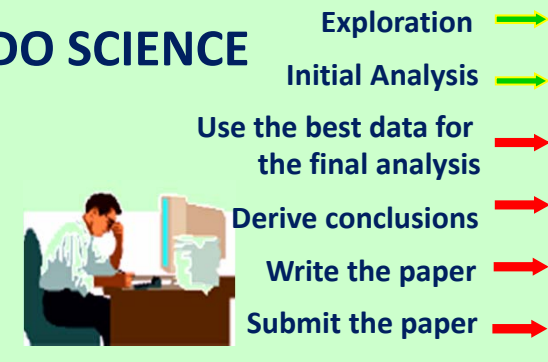 DO SCIENCE
Exploration
Initial Analysis
Use the best data for
the final analysis
Derive conclusions
Write the paper
Submit the paper